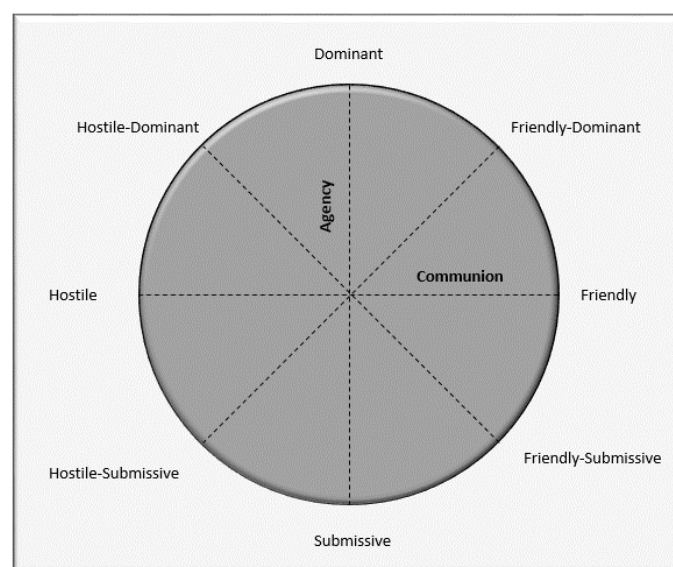 Dominant
Hostile-Dominant
Friendly-Dominant
Agency
Communion
Hostile
Friendly
Hostile-Submissive
Friendly-Submissive
Submissive